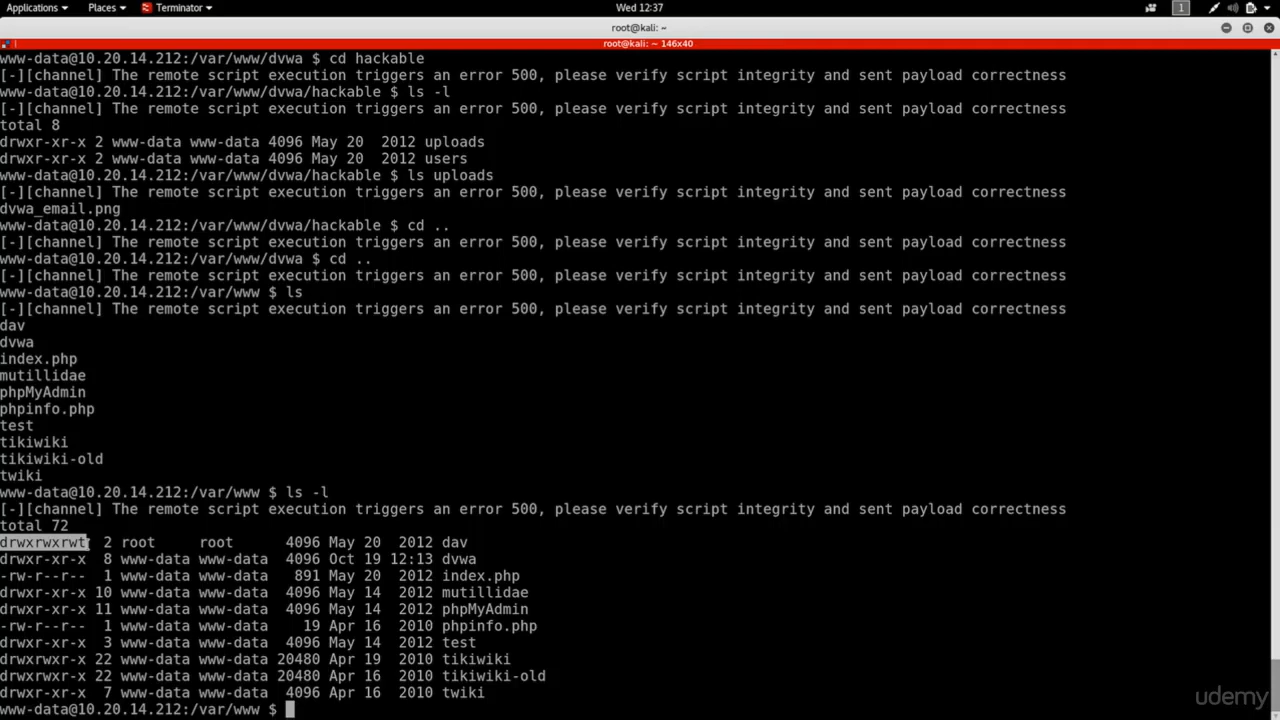 Applications Places Terminator Wed 12:37 1
root@kali: ~
root@kali: ~ 146x40
www-data@10.20.14.212:/var/www/dvwa $ cd hackable
[-][channel] The remote script execution triggers an error 500, please verify script integrity and sent payload correctness
www-data@10.20.14.212:/var/www/dvwa/hackable $ ls -l
[-][channel] The remote script execution triggers an error 500, please verify script integrity and sent payload correctness
total 8
drwxr-xr-x 2 www-data www-data 4096 May 20  2012 uploads
drwxr-xr-x 2 www-data www-data 4096 May 20  2012 users
www-data@10.20.14.212:/var/www/dvwa/hackable $ ls uploads
[-][channel] The remote script execution triggers an error 500, please verify script integrity and sent payload correctness
dvwa_email.png
www-data@10.20.14.212:/var/www/dvwa/hackable $ cd ..
[-][channel] The remote script execution triggers an error 500, please verify script integrity and sent payload correctness
www-data@10.20.14.212:/var/www/dvwa $ cd ..
[-][channel] The remote script execution triggers an error 500, please verify script integrity and sent payload correctness
www-data@10.20.14.212:/var/www $ ls
[-][channel] The remote script execution triggers an error 500, please verify script integrity and sent payload correctness
dav
dvwa
index.php
mutillidae
phpMyAdmin
phpinfo.php
test
tikiwiki
tikiwiki-old
twiki
www-data@10.20.14.212:/var/www $ ls -l
[-][channel] The remote script execution triggers an error 500, please verify script integrity and sent payload correctness
total 72
drwxrwxrwt  2 root     root      4096 May 20  2012 dav
drwxr-xr-x  8 www-data www-data  4096 Oct 19 12:13 dvwa
-rw-r--r--  1 www-data www-data   891 May 20  2012 index.php
drwxr-xr-x 10 www-data www-data  4096 May 14  2012 mutillidae
drwxr-xr-x 11 www-data www-data  4096 May 14  2012 phpMyAdmin
-rw-r--r--  1 www-data www-data    19 Apr 16  2010 phpinfo.php
drwxr-xr-x  3 www-data www-data  4096 May 14  2012 test
drwxrwxr-x 22 www-data www-data 20480 Apr 19  2010 tikiwiki
drwxrwxr-x 22 www-data www-data 20480 Apr 16  2010 tikiwiki-old
drwxr-xr-x  7 www-data www-data  4096 Apr 16  2010 twiki
www-data@10.20.14.212:/var/www $
udemy